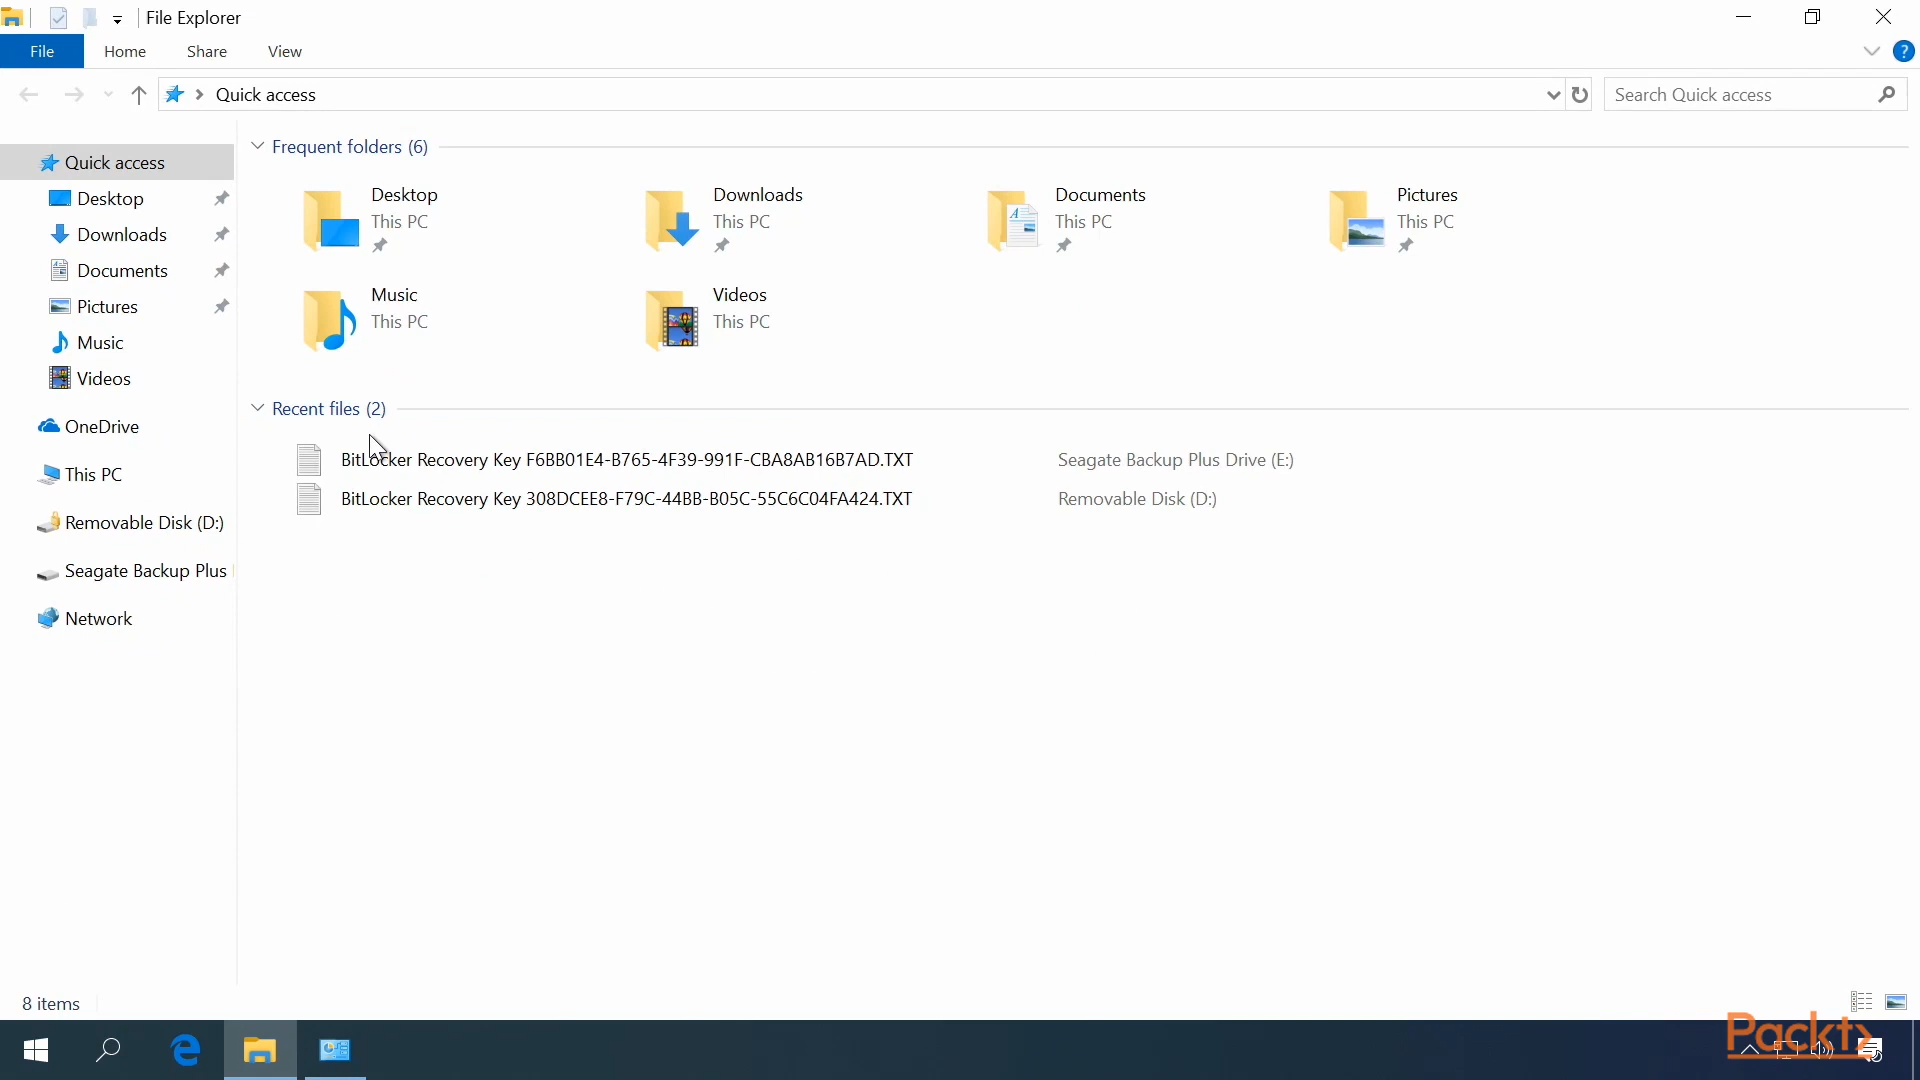 File Explorer
File Home Share View
Quick access
Search Quick access
Quick access
Desktop
Downloads
Documents
Pictures
Music
Videos
OneDrive
This PC
Removable Disk (D:)
Seagate Backup Plus
Network
Frequent folders (6)
Desktop
This PC
Downloads
This PC
Documents
This PC
Pictures
This PC
Music
This PC
Videos
This PC
Recent files (2)
BitLocker Recovery Key F6BB01E4-B765-4F39-991F-CBA8AB16B7AD.TXT Seagate Backup Plus Drive (E:)
BitLocker Recovery Key 308DCEE8-F79C-44BB-B05C-55C6C04FA424.TXT Removable Disk (D:)
8 items
Packt